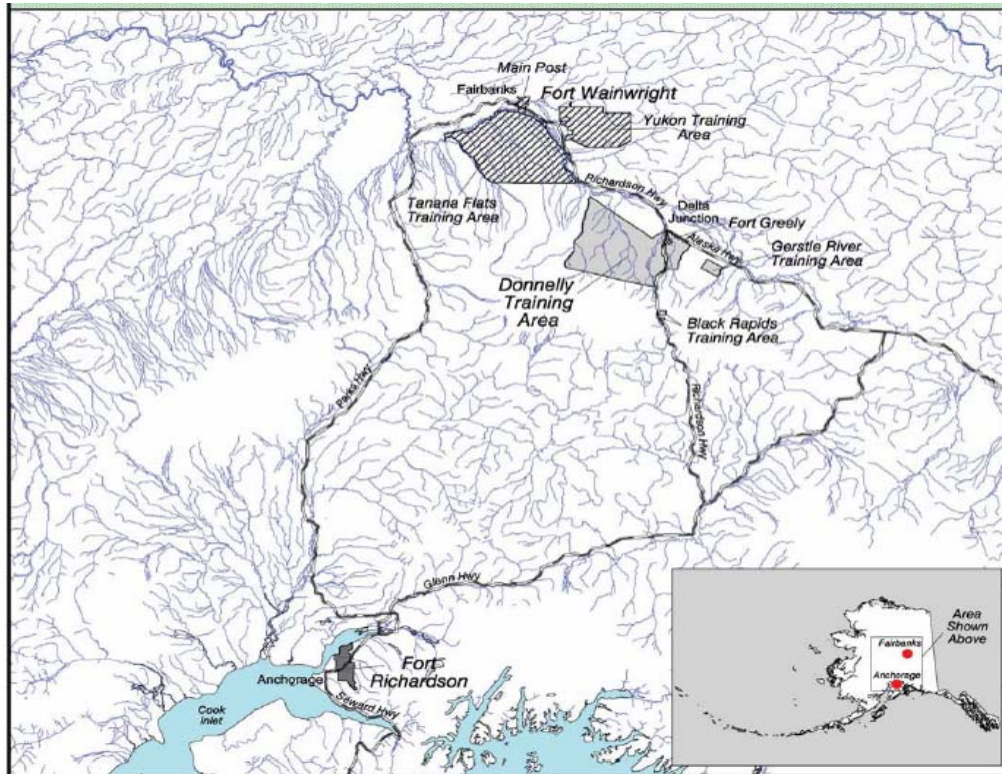 Main Post
Fairbanks
Fort Wainwright
Yukon Training
Area
Richardson Hwy
Tanana Flats
Training Area
Delta
Junction
Fort Greely
Alaska Hwy
Gerstle River
Training Area
Donnelly
Training
Area
Black Rapids
Training Area
Parks Hwy
Richardson Hwy
Glenn Hwy
Fort
Richardson
Anchorage
Seward Hwy
Cook
Inlet
Area
Shown
Above
Fairbanks
Anchorage